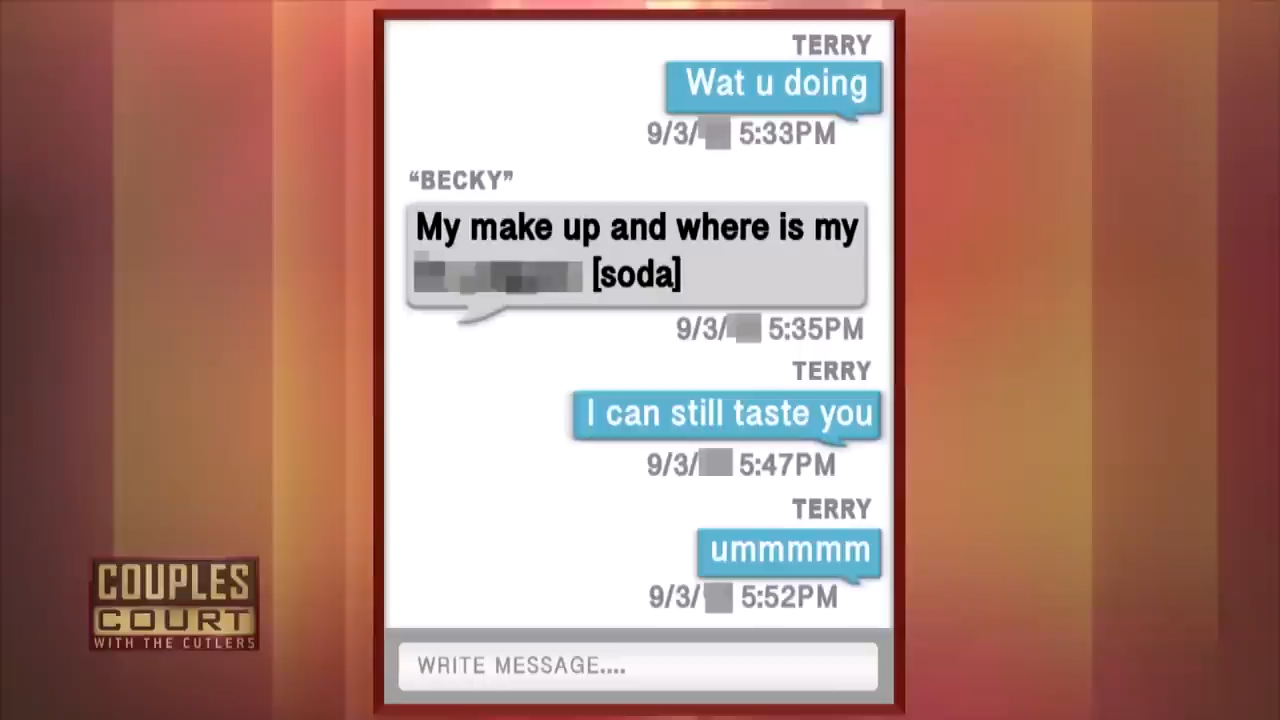 TERRY
Wat u doing
9/3/ 5:33PM
“BECKY”
My make up and where is my
[soda]
9/3/ 5:35PM
TERRY
I can still taste you
9/3/ 5:47PM
TERRY
ummmmm
9/3/ 5:52PM
WRITE MESSAGE....
COUPLES
COURT
WITH THE CUTLERS